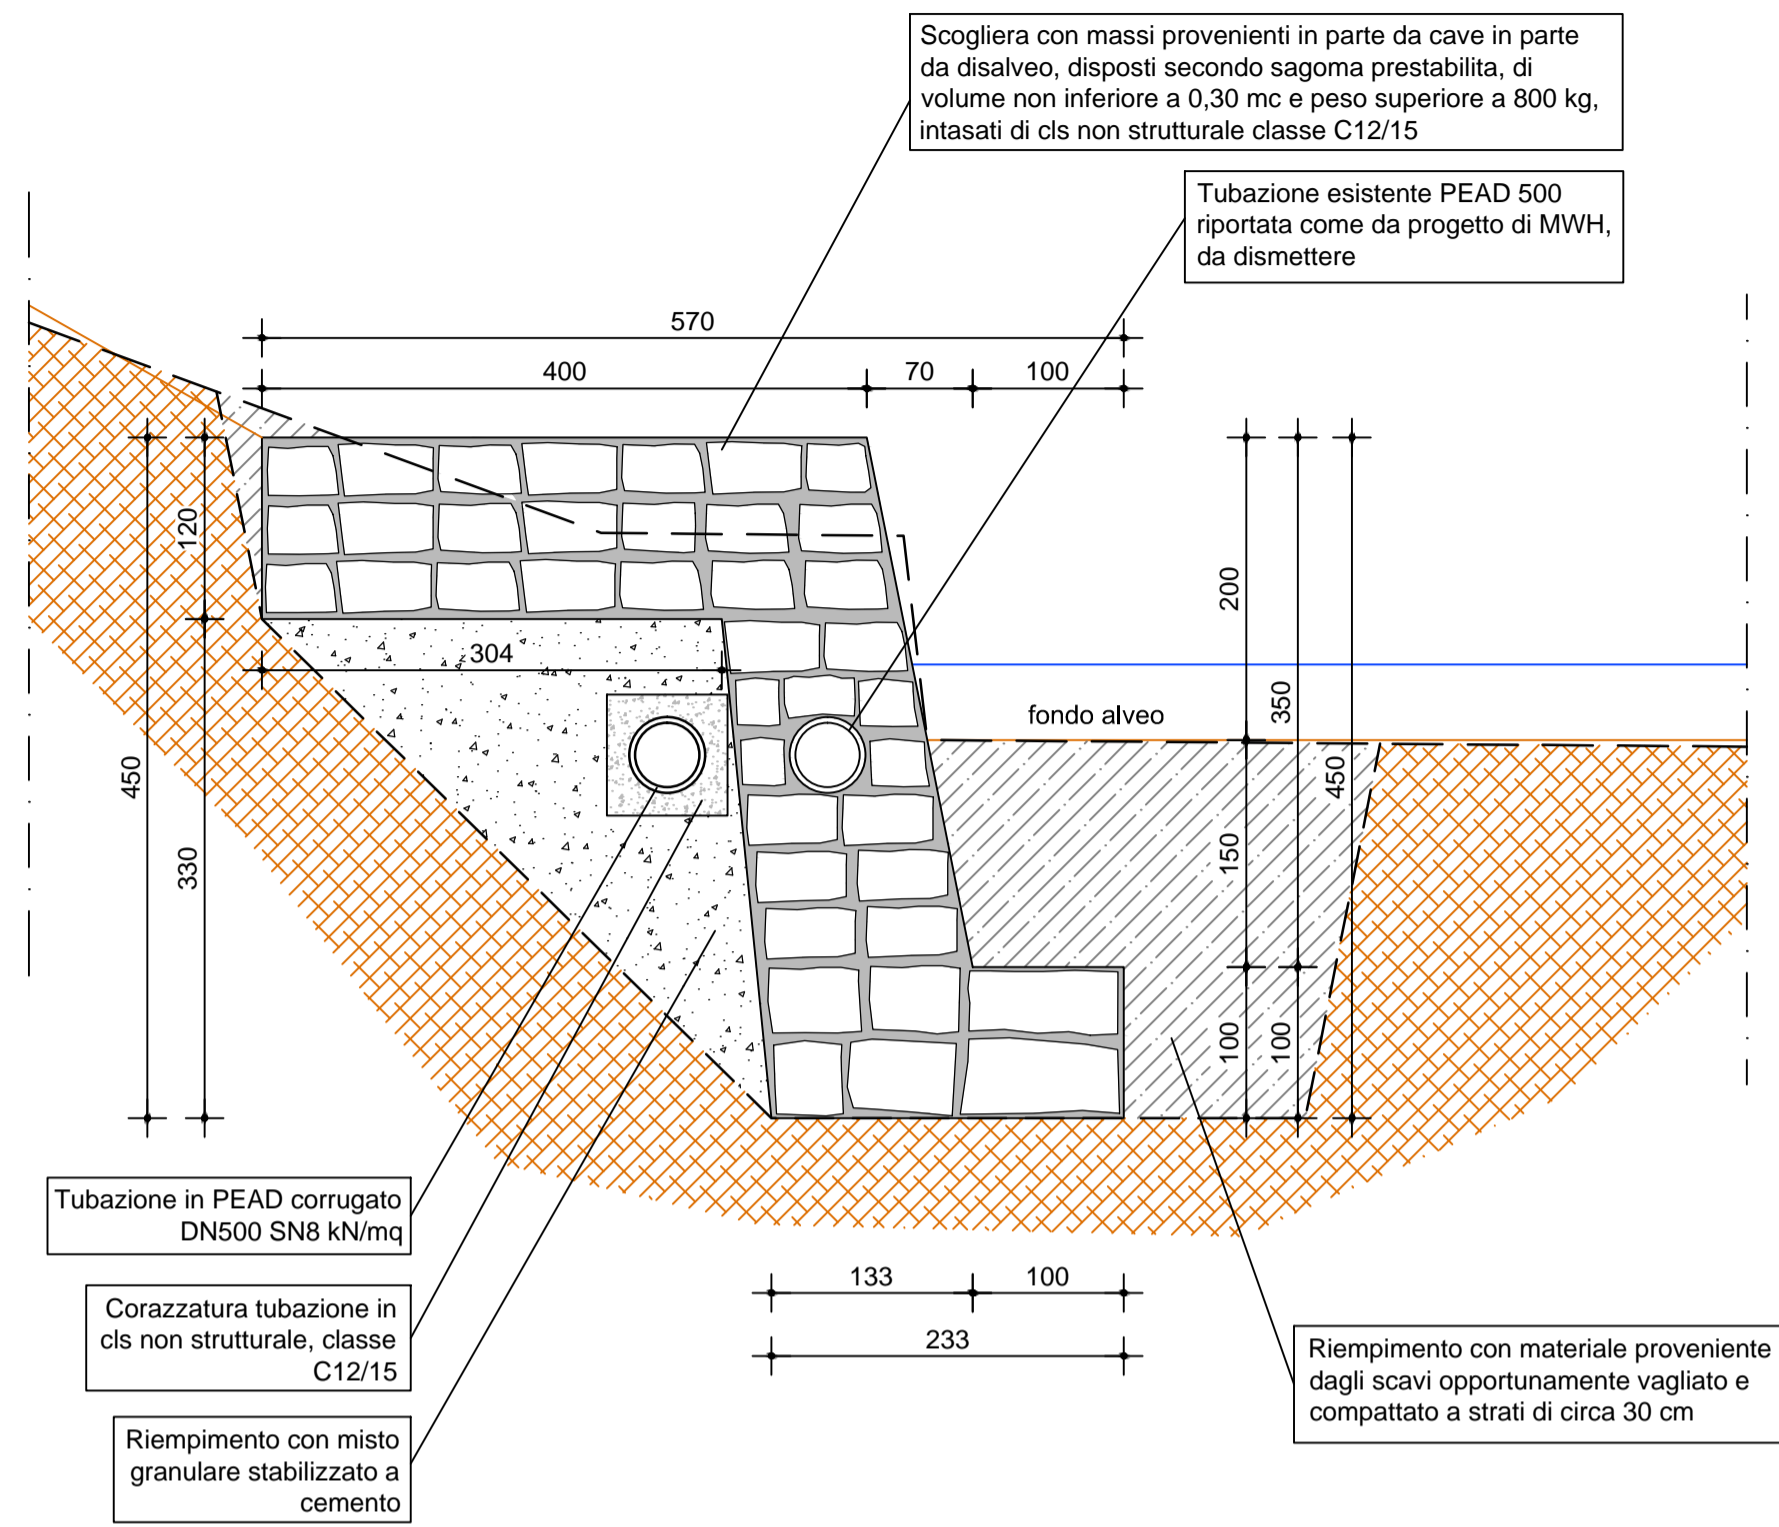 Scogliera con massi provenienti in parte da cave in parte
da disalveo, disposti secondo sagoma prestabilita, di
volume non inferiore a 0,30 mc e peso superiore a 800 kg,
intasati di cls non strutturale classe C12/15
Tubazione esistente PEAD 500
riportata come da progetto di MWH,
da dismettere
570
400
70
100
120
450
330
304
200
350
fondo alveo
450
150
100
100
Tubazione in PEAD corrugato
DN500 SN8 kN/mq
Corazzatura tubazione in
cls non strutturale, classe
C12/15
Riempimento con misto
granulare stabilizzato a
cemento
133
100
233
Riempimento con materiale proveniente
dagli scavi opportunamente vagliato e
compattato a strati di circa 30 cm